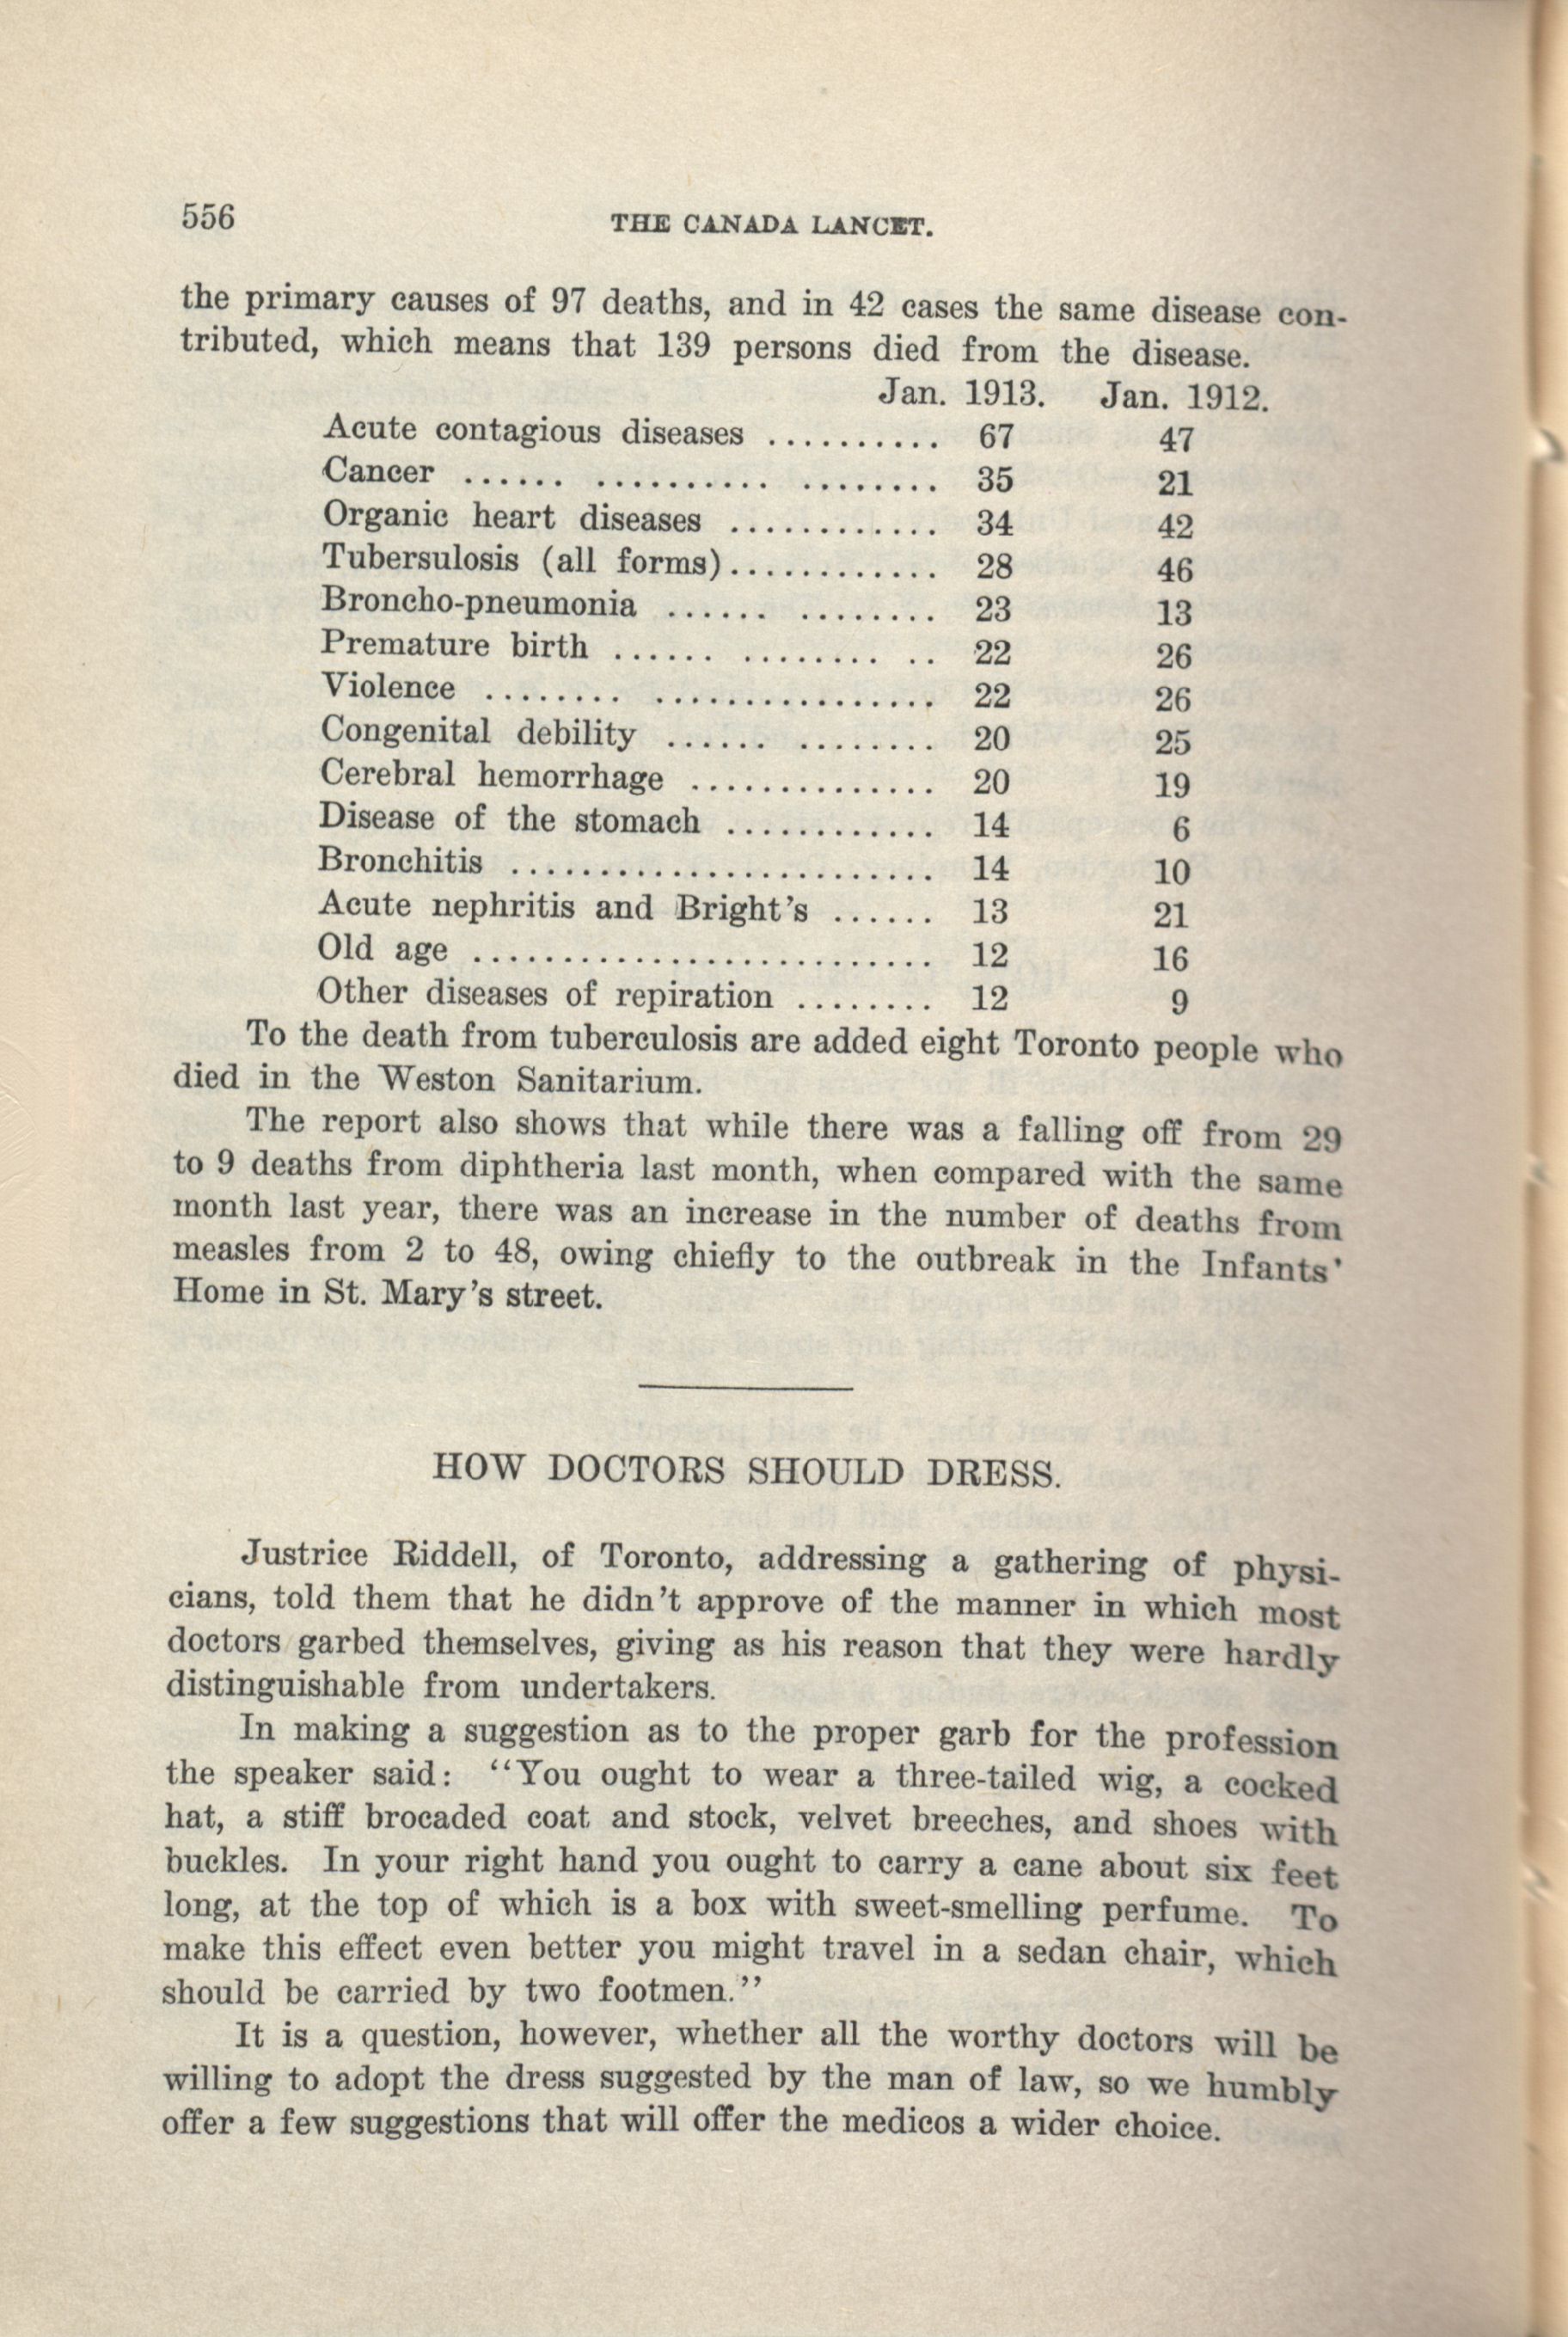 556
THE CANADA LANCET.
the primary causes of 97 deaths, and in 42 cases the same disease con-
tributed, which means that 139 persons died from the disease.
Jan. 1913. Jan. 1912.
Acute contagious diseases .......... 67 47
Cancer ...... .......... ........ 35 21
Organic heart diseases ............ 34 42
Tubersulosis (all forms)............ 28 46
Broncho-pneumonia ...... ........ 23 13
Premature birth ...... ........ .. 22 26
Violence ........ ................ 22 26
Congenital debility ...... ........ 20 25
Cerebral hemorrhage .............. 20 19
Disease of the stomach ............ 14 6
Bronchitis ........................ 14 10
Acute nephritis and Bright's ...... 13 21
Old age .......................... 12 16
Other diseases of repiration ........ 12 9
To the death from tuberculosis are added eight Toronto people who
died in the Weston Sanitarium.
The report also shows that while there was a falling off from 29
to 9 deaths from diphtheria last month, when compared with the same
month last year, there was an increase in the number of deaths from
measles from 2 to 48, owing chiefly to the outbreak in the Infants'
Home in St. Mary's street.
HOW DOCTORS SHOULD DRESS.
Justrice Riddell, of Toronto, addressing a gathering of physi-
cians, told them that he didn't approve of the manner in which most
doctors garbed themselves, giving as his reason that they were hardly
distinguishable from undertakers.
In making a suggestion as to the proper garb for the profession
the speaker said: "You ought to wear a three-tailed wig, a cocked
hat, a stiff brocaded coat and stock, velvet breeches, and shoes with
buckles. In your right hand you ought to carry a cane about six feet
long, at the top of which is a box with sweet-smelling perfume. To
make this effect even better you might travel in a sedan chair, which
should be carried by two footmen."
It is a question, however, whether all the worthy doctors will be
willing to adopt the dress suggested by the man of law, so we humbly
offer a few suggestions that will offer the medicos a wider choice.